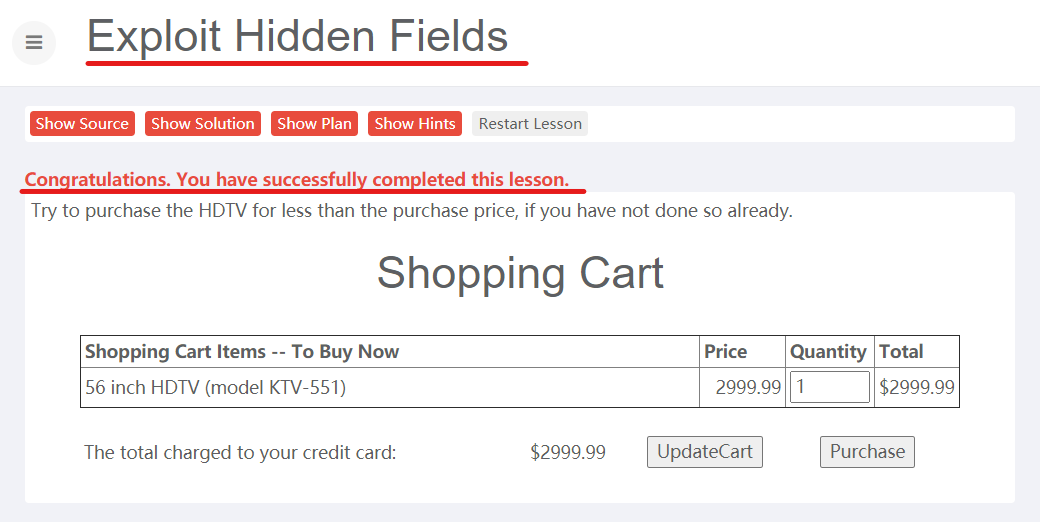 Exploit Hidden Fields
Show Source Show Solution Show Plan Show Hints Restart Lesson
Congratulations. You have successfully completed this lesson.
Try to purchase the HDTV for less than the purchase price, if you have not done so already.
Shopping Cart
Shopping Cart Items -- To Buy Now Price Quantity Total
56 inch HDTV (model KTV-551) 2999.99 1 $2999.99
The total charged to your credit card: $2999.99 UpdateCart Purchase